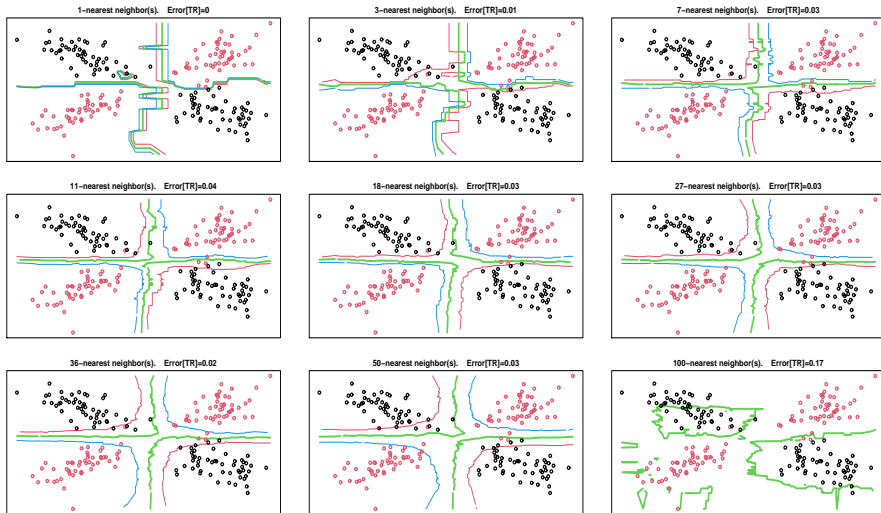 1−nearest neighbor(s). Error[TR]=0
3−nearest neighbor(s). Error[TR]=0.01
7−nearest neighbor(s). Error[TR]=0.03
11−nearest neighbor(s). Error[TR]=0.04
18−nearest neighbor(s). Error[TR]=0.03
27−nearest neighbor(s). Error[TR]=0.03
36−nearest neighbor(s). Error[TR]=0.02
50−nearest neighbor(s). Error[TR]=0.03
100−nearest neighbor(s). Error[TR]=0.17